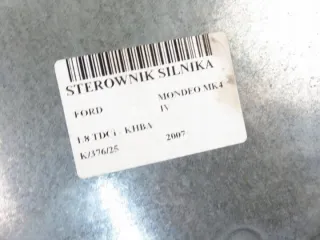 STEROWNIK SILNIKA
FORD MONDEO MK4
IV
1.8 TDCi . KHBA 2007-
K/376/25